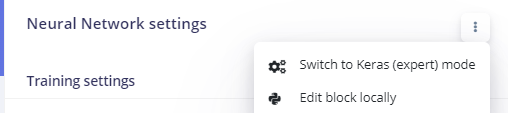 Neural Network settings
Switch to Keras (expert) mode
Training settings
Edit block locally